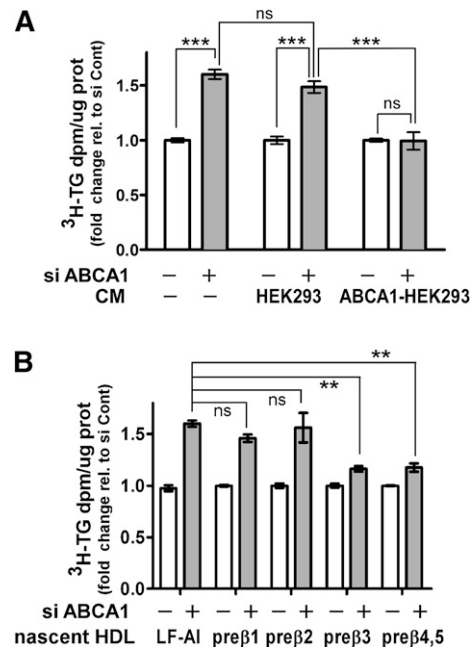 A
ns
*** *** ***
ns
³H-TG dpm/ug prot
(fold change rel. to si Cont)
1.5
1.0
0.5
0.0
si ABCA1 − + − + − +
CM − − HEK293 ABCA1-HEK293
B
**
**
ns ns
³H-TG dpm/ug prot
(fold change rel. to si Cont)
1.5
1.0
0.5
0.0
si ABCA1 − + − + − + − + − +
nascent HDL LF-AI preβ1 preβ2 preβ3 preβ4,5